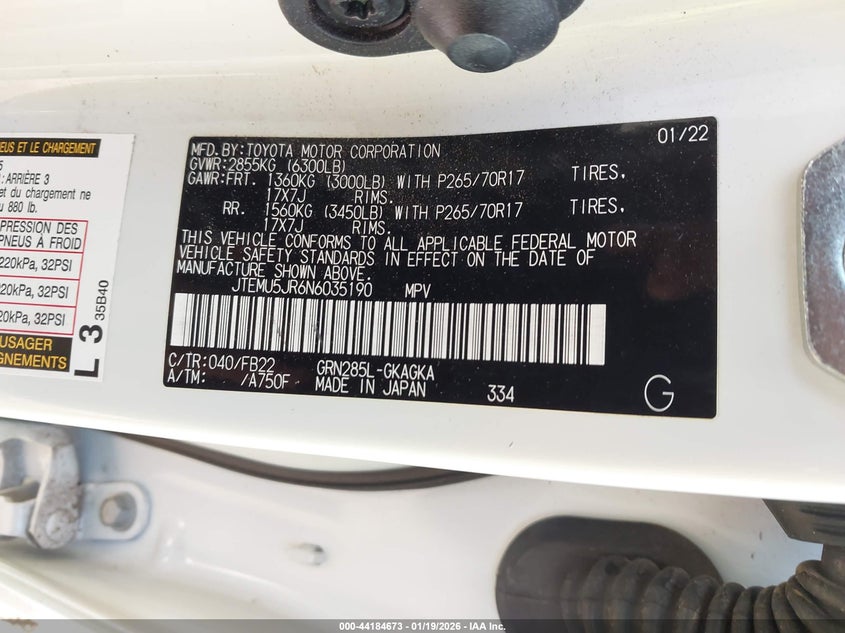 EUS ET LE CHARGEMENT
5
: ARRIÈRE 3
et du chargement ne
u 880 lb.
PRESSION DES
PNEUS À FROID
220kPa, 32PSI
20kPa, 32PSI
20kPa, 32PSI
USAGER
GNEMENTS
L 3 35B40
01/22
MFD. BY: TOYOTA MOTOR CORPORATION
GVWR: 2855KG (6300LB)
GAWR: FRT. 1360KG (3000LB) WITH P265/70R17 TIRES,
17X7J RIMS.
RR. 1560KG (3450LB) WITH P265/70R17 TIRES,
17X7J RIMS.
THIS VEHICLE CONFORMS TO ALL APPLICABLE FEDERAL MOTOR
VEHICLE SAFETY STANDARDS IN EFFECT ON THE DATE OF
MANUFACTURE SHOWN ABOVE.
JTEMU5JR6N6035190 MPV
C/TR: 040/FB22 GRN285L-GKAGKA
A/TM: /A750F MADE IN JAPAN 334 G
000-44184673 | 01/19/2026 - IAA Inc.